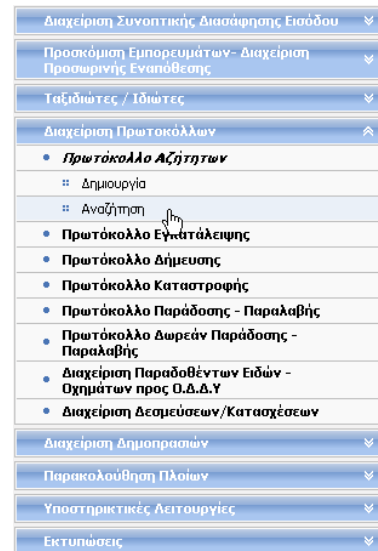 Διαχείριση Συνοπτικής Διασάφησης Εισόδου
Προσκόμιση Εμπορευμάτων- Διαχείριση
Προσωρινής Εναπόθεσης
Ταξιδιώτες / Ιδιώτες
Διαχείριση Πρωτοκόλλων
Πρωτόκολλο Αζήτητων
Δημιουργία
Αναζήτηση
Πρωτόκολλο Εγκατάλειψης
Πρωτόκολλο Δήμευσης
Πρωτόκολλο Καταστροφής
Πρωτόκολλο Παράδοσης - Παραλαβής
Πρωτόκολλο Δωρεάν Παράδοσης -
Παραλαβής
Διαχείριση Παραδοθέντων Ειδών -
Οχημάτων προς Ο.Δ.Δ.Υ
Διαχείριση Δεσμεύσεων/Κατασχέσεων
Διαχείριση Δημοπρασιών
Παρακολούθηση Πλοίων
Υποστηρικτικές Λειτουργίες
Εκτυπώσεις